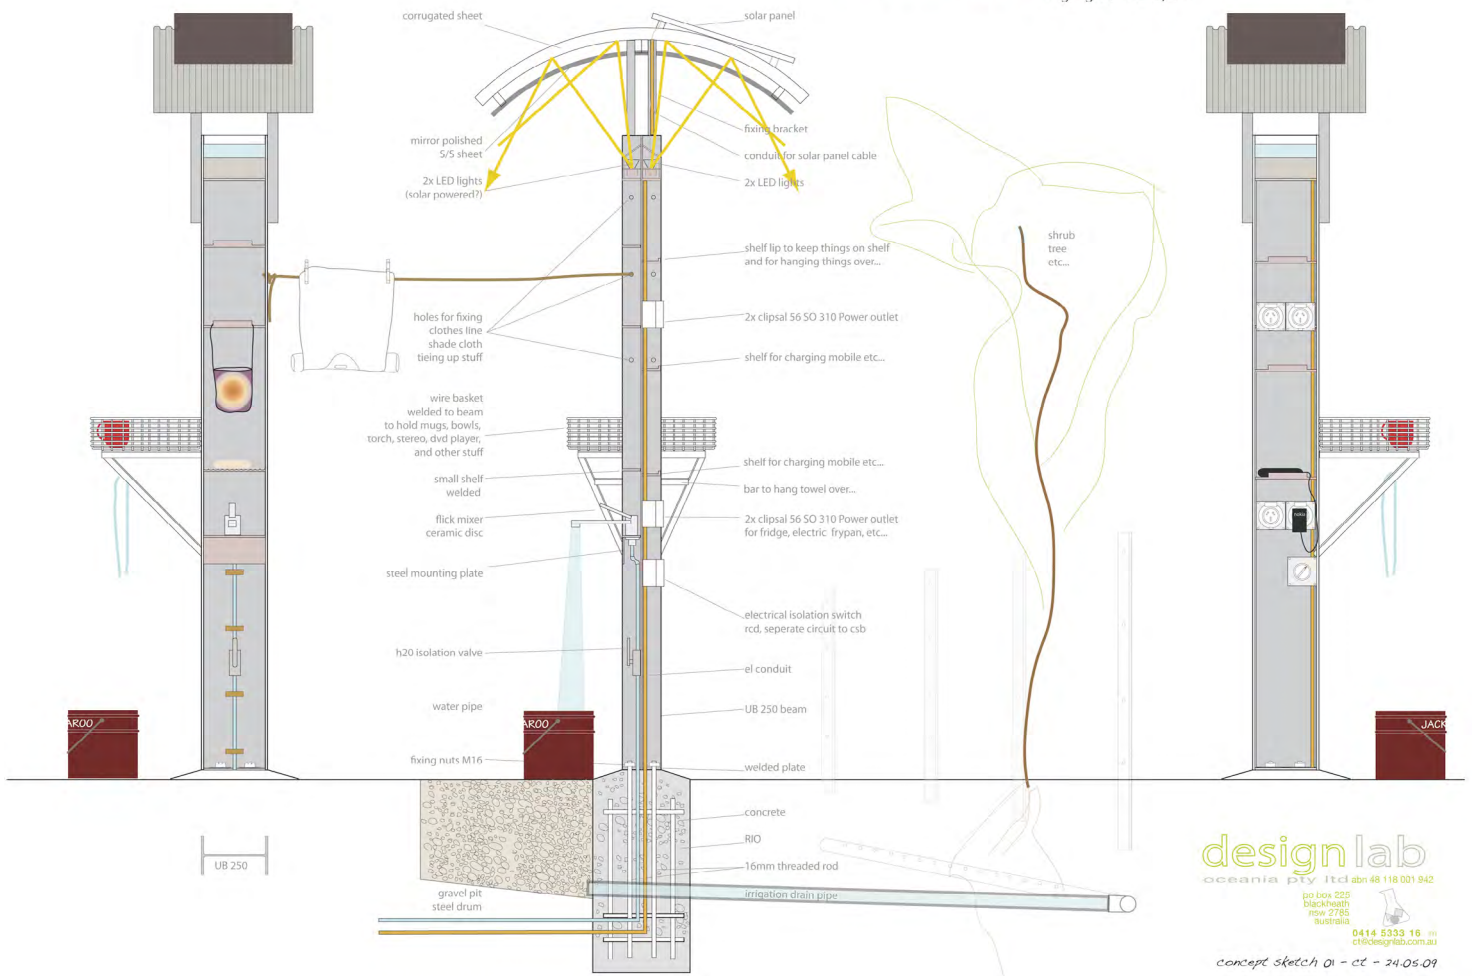 corrugated sheet
solar panel
mirror polished
S/S sheet
2x LED lights
(solar powered?)
fixing bracket
conduit for solar panel cable
2x LED lights
shelf lip to keep things on shelf
and for hanging things over...
shrub
tree
etc...
holes for fixing
clothes line
shade cloth
tieing up stuff
2x clipsal 56 SO 310 Power outlet
shelf for charging mobile etc...
wire basket
welded to beam
to hold mugs, bowls,
torch, stereo, dvd player,
and other stuff
small shelf
welded
shelf for charging mobile etc...
bar to hang towel over...
flick mixer
ceramic disc
2x clipsal 56 SO 310 Power outlet
for fridge, electric frypan, etc...
steel mounting plate
electrical isolation switch
rcd, seperate circuit to csb
h20 isolation valve
el conduit
water pipe
UB 250 beam
AROO
AROO
JACK
fixing nuts M16
welded plate
concrete
RIO
16mm threaded rod
irrigation drain pipe
gravel pit
steel drum
UB 250
design lab
oceania pty ltd abn 48 118 001 942
po box 225
blackheath
nsw 2785
australia
0414 5333 16 m
ct@designlab.com.au
concept sketch 01 - ct - 24.05.09